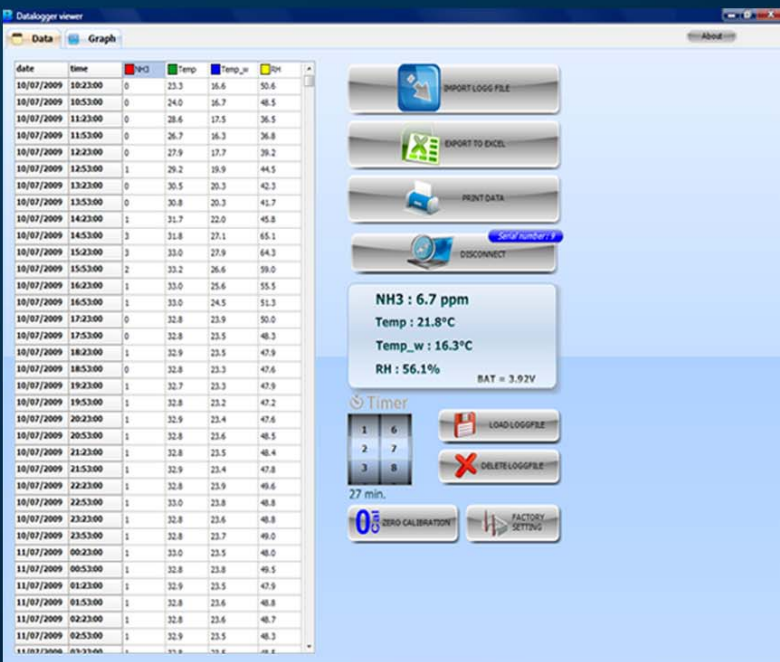 Datalogger viewer
Data Graph About
date time NH3 Temp Temp_w RH
10/07/2009 10:23:00 0 23.3 16.6 50.6
10/07/2009 10:53:00 0 24.0 16.7 48.5
10/07/2009 11:23:00 0 28.6 17.5 36.5
10/07/2009 11:53:00 0 26.7 16.3 36.8
10/07/2009 12:23:00 0 27.9 17.7 39.2
10/07/2009 12:53:00 1 29.2 19.9 44.5
10/07/2009 13:23:00 0 30.5 20.3 42.3
10/07/2009 13:53:00 0 30.8 20.3 41.7
10/07/2009 14:23:00 1 31.7 22.0 45.8
10/07/2009 14:53:00 3 31.8 27.1 65.1
10/07/2009 15:23:00 3 33.0 27.9 64.3
10/07/2009 15:53:00 2 33.2 26.6 59.0
10/07/2009 16:23:00 1 33.0 25.6 55.5
10/07/2009 16:53:00 1 33.0 24.5 51.3
10/07/2009 17:23:00 0 32.8 23.9 50.0
10/07/2009 17:53:00 0 32.8 23.5 48.3
10/07/2009 18:23:00 1 32.9 23.5 47.9
10/07/2009 18:53:00 0 32.8 23.3 47.6
10/07/2009 19:23:00 1 32.7 23.3 47.9
10/07/2009 19:53:00 1 32.8 23.2 47.2
10/07/2009 20:23:00 1 32.9 23.4 47.6
10/07/2009 20:53:00 1 32.8 23.6 48.5
10/07/2009 21:23:00 1 32.8 23.5 48.4
10/07/2009 21:53:00 1 32.9 23.4 47.8
10/07/2009 22:23:00 1 32.8 23.9 49.6
10/07/2009 22:53:00 1 33.0 23.8 48.8
10/07/2009 23:23:00 1 32.8 23.6 48.8
10/07/2009 23:53:00 1 32.8 23.7 49.0
11/07/2009 00:23:00 1 33.0 23.5 48.0
11/07/2009 00:53:00 1 32.8 23.8 49.5
11/07/2009 01:23:00 1 32.9 23.5 47.9
11/07/2009 01:53:00 1 32.8 23.6 48.8
11/07/2009 02:23:00 1 32.8 23.6 48.7
11/07/2009 02:53:00 1 32.9 23.5 48.3
11/07/2009 03:23:00 1
IMPORT LOGG FILE
EXPORT TO EXCEL
PRINT DATA
Serial number: 9
DISCONNECT
NH3 : 6.7 ppm
Temp : 21.8°C
Temp_w : 16.3°C
RH : 56.1%
BAT = 3.92V
Timer
1 6
2 7
3 8
27 min.
LOAD LOGGFILE
DELETE LOGGFILE
0 Cal ZERO CALIBRATION
FACTORY
SETTING